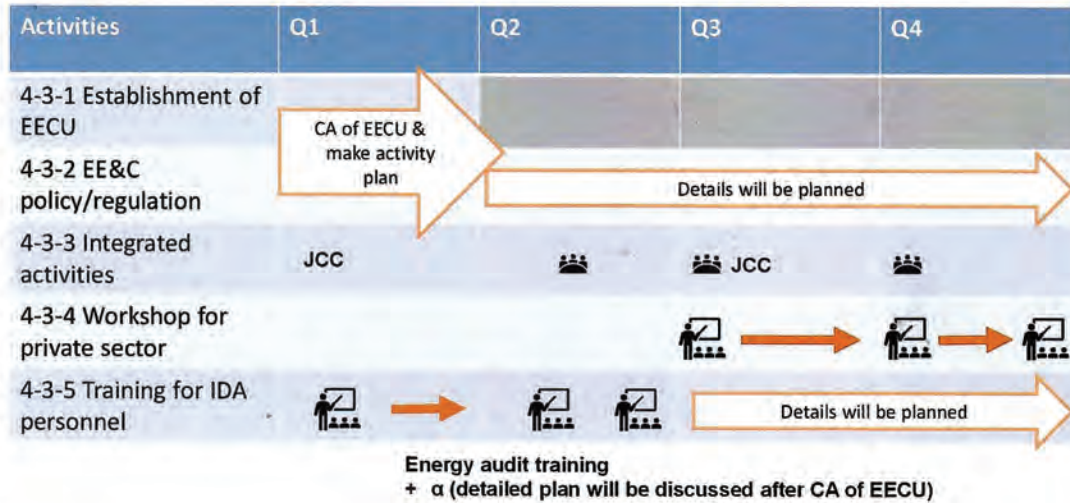 Activities Q1 Q2 Q3 Q4
4-3-1 Establishment of
EECU
CA of EECU &
make activity
plan
4-3-2 EE&C
policy/regulation
Details will be planned
4-3-3 Integrated
activities
JCC
JCC
4-3-4 Workshop for
private sector
4-3-5 Training for IDA
personnel
Details will be planned
Energy audit training
+ α (detailed plan will be discussed after CA of EECU)